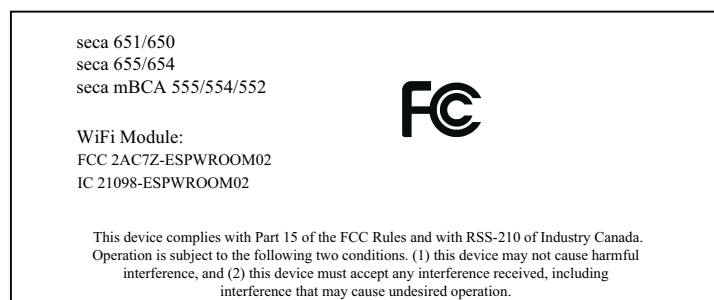 seca 651/650
seca 655/654
seca mBCA 555/554/552
FC
WiFi Module:
FCC 2AC7Z-ESPWROOM02
IC 21098-ESPWROOM02
This device complies with Part 15 of the FCC Rules and with RSS-210 of Industry Canada.
Operation is subject to the following two conditions. (1) this device may not cause harmful
interference, and (2) this device must accept any interference received, including
interference that may cause undesired operation.